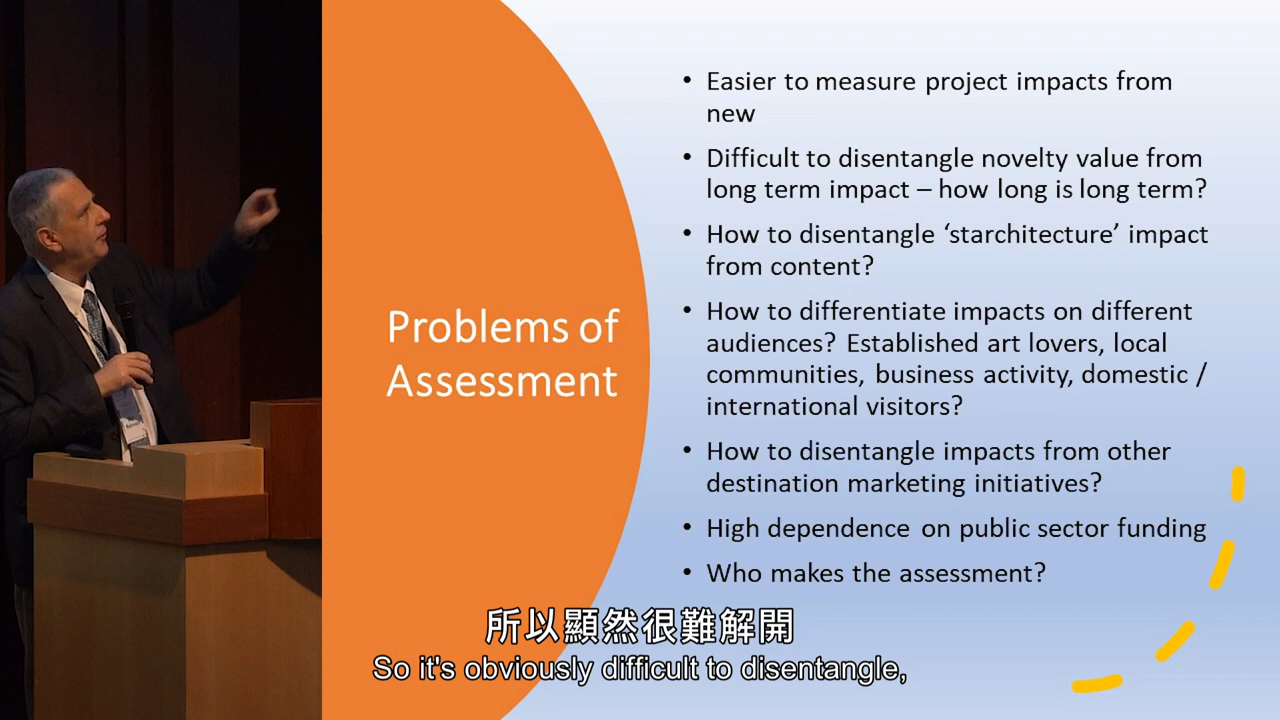 Problems of
Assessment
• Easier to measure project impacts from
new
• Difficult to disentangle novelty value from
long term impact – how long is long term?
• How to disentangle ‘starchitecture’ impact
from content?
• How to differentiate impacts on different
audiences? Established art lovers, local
communities, business activity, domestic /
international visitors?
• How to disentangle impacts from other
destination marketing initiatives?
• High dependence on public sector funding
• Who makes the assessment?
所以顯然很難解開
So it's obviously difficult to disentangle,